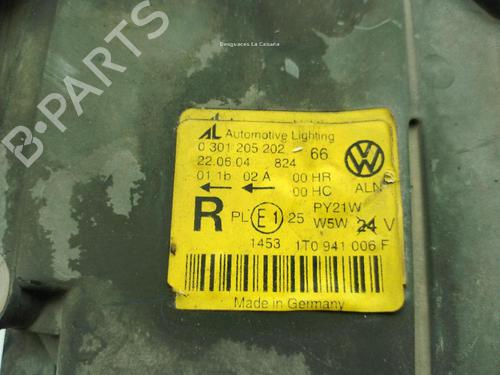 Desguaces La Cabaña
B-PARTS
AL Automotive Lighting
0 301 205 202 - 66
22.06.04 824
01 1b 02 A 00 HR
00 HC ALN
R PL E1 25 PY21W
W5W 24 V
1453 1T0 941 006 F
Made in Germany